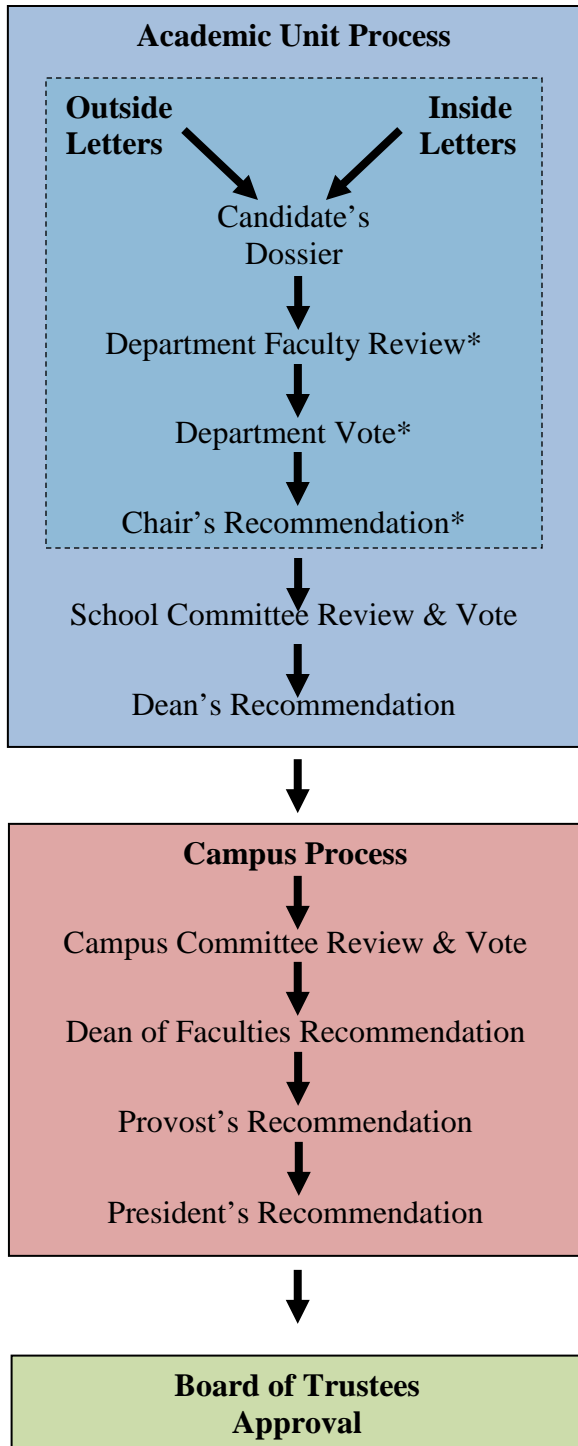 Academic Unit Process
Outside
Letters
Inside
Letters
Candidate’s
Dossier
Department Faculty Review*
Department Vote*
Chair’s Recommendation*
School Committee Review & Vote
Dean’s Recommendation
Campus Process
Campus Committee Review & Vote
Dean of Faculties Recommendation
Provost’s Recommendation
President’s Recommendation
Board of Trustees
Approval